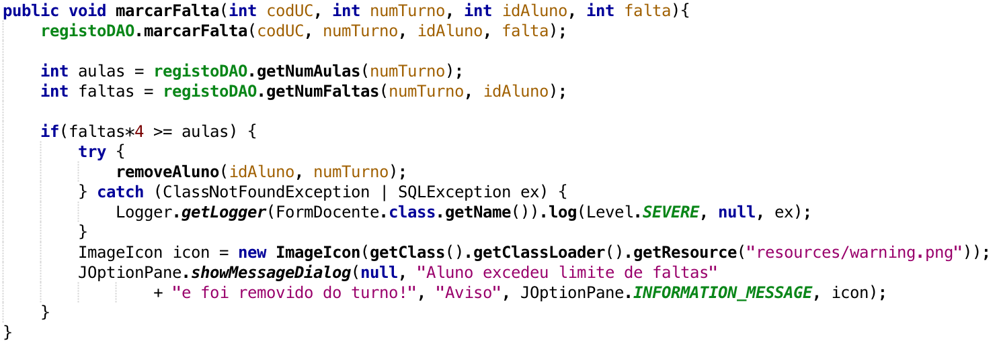 public void marcarFalta(int codUC, int numTurno, int idAluno, int falta){
    registoDAO.marcarFalta(codUC, numTurno, idAluno, falta);

    int aulas = registoDAO.getNumAulas(numTurno);
    int faltas = registoDAO.getNumFaltas(numTurno, idAluno);

    if(faltas*4 >= aulas) {
        try {
            removeAluno(idAluno, numTurno);
        } catch (ClassNotFoundException | SQLException ex) {
            Logger.getLogger(FormDocente.class.getName()).log(Level.SEVERE, null, ex);
        }
        ImageIcon icon = new ImageIcon(getClass().getClassLoader().getResource("resources/warning.png"));
        JOptionPane.showMessageDialog(null, "Aluno excedeu limite de faltas"
                + "e foi removido do turno!", "Aviso", JOptionPane.INFORMATION_MESSAGE, icon);
    }
}